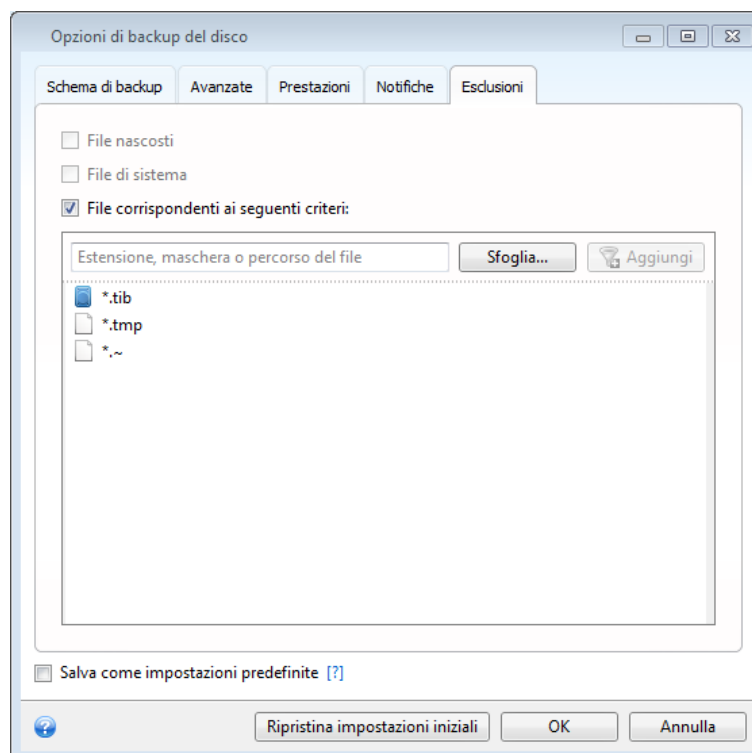 Opzioni di backup del disco
Schema di backup Avanzate Prestazioni Notifiche Esclusioni
File nascosti
File di sistema
File corrispondenti ai seguenti criteri:
Estensione, maschera o percorso del file Sfoglia... Aggiungi
*.tib
*.tmp
*.~
Salva come impostazioni predefinite [?]
? Ripristina impostazioni iniziali OK Annulla